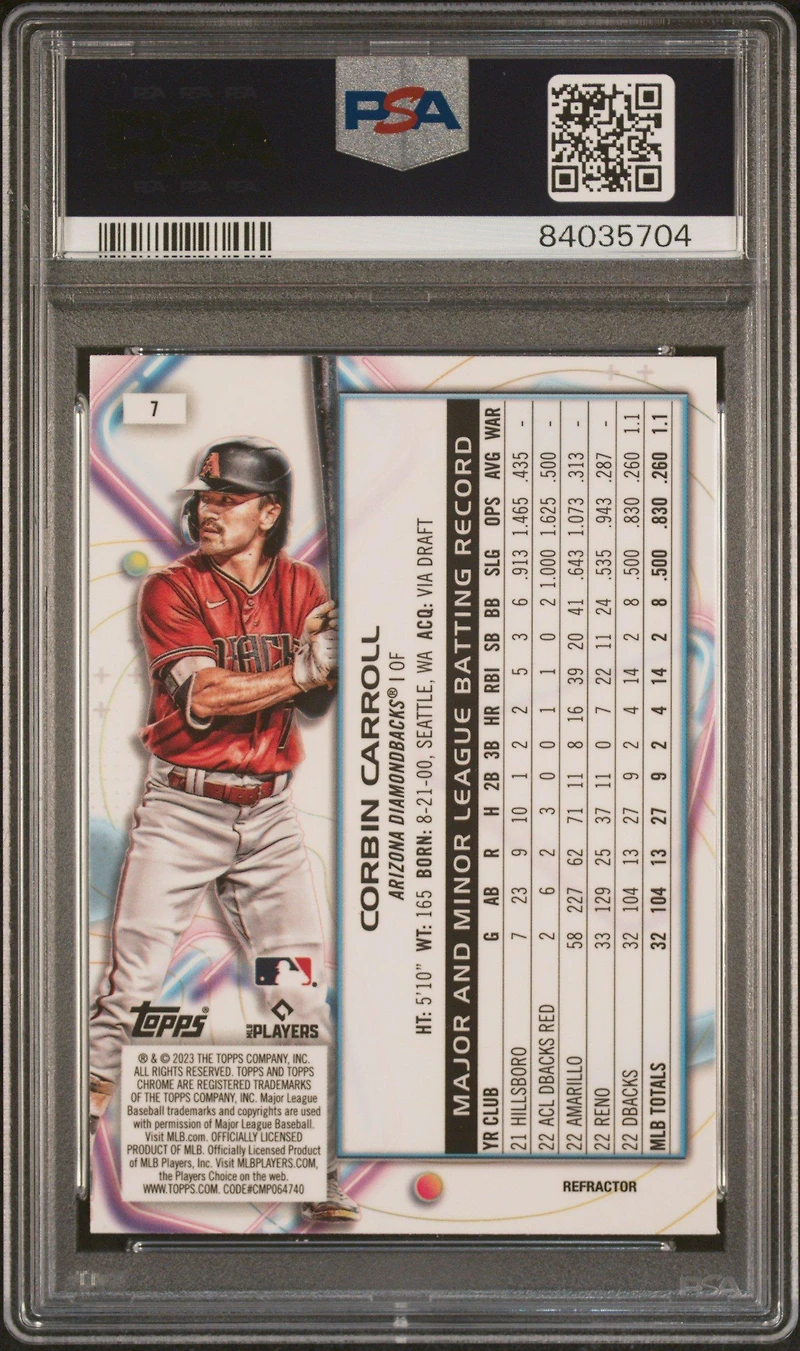 PSA
84035704
7
CORBIN CARROLL
ARIZONA DIAMONDBACKS® | OF
HT: 5'10" WT: 165 BORN: 8-21-00, SEATTLE, WA ACQ: VIA DRAFT
MAJOR AND MINOR LEAGUE BATTING RECORD
YR CLUB G AB R H 2B 3B HR RBI SB BB SLG OPS AVG WAR
21 HILLSBORO 7 23 9 10 1 2 2 5 3 6 .913 1.465 .435 -
22 ACL DBACKS RED 2 6 2 3 0 0 1 1 0 2 1.000 1.625 .500 -
22 AMARILLO 58 227 62 71 11 8 16 39 20 41 .643 1.073 .313 -
22 RENO 33 129 25 37 11 0 7 22 11 24 .535 .943 .287 -
22 DBACKS 32 104 13 27 9 2 4 14 2 8 .500 .830 .260 1.1
MLB TOTALS 32 104 13 27 9 2 4 14 2 8 .500 .830 .260 1.1
topps®
MLB PLAYERS
® & © 2023 THE TOPPS COMPANY, INC.
ALL RIGHTS RESERVED. TOPPS AND TOPPS
CHROME ARE REGISTERED TRADEMARKS
OF THE TOPPS COMPANY, INC. Major League
Baseball trademarks and copyrights are used
with permission of Major League Baseball.
Visit MLB.com. OFFICIALLY LICENSED
PRODUCT OF MLB. Officially Licensed Product
of MLB Players, Inc. Visit MLBPLAYERS.COM,
the Players Choice on the web.
WWW.TOPPS.COM. CODE#CMP064740
REFRACTOR
PSA